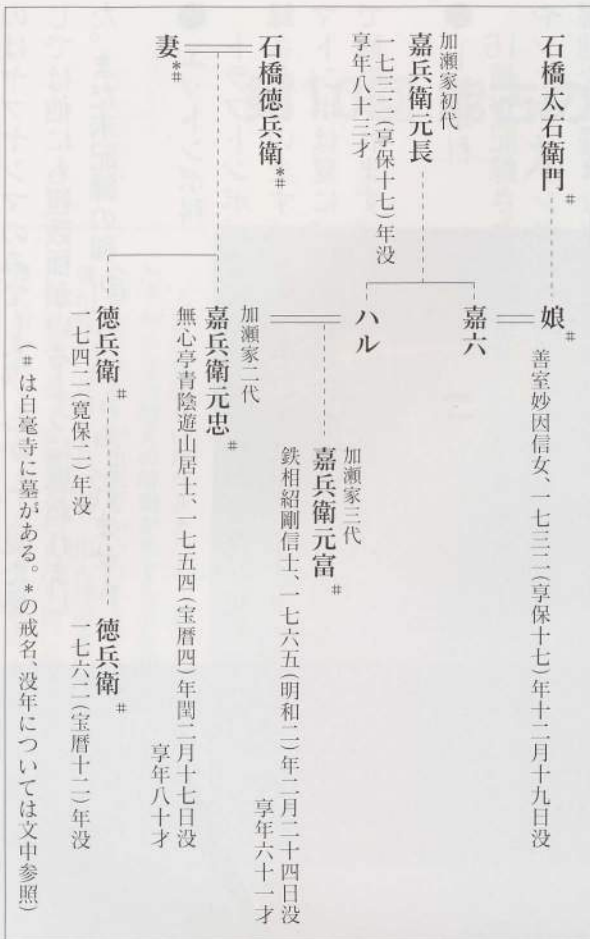 石橋太右衛門#
娘#
善室妙因信女、一七三二(享保十七)年十二月十九日没
嘉六
加瀬家初代
嘉兵衛元長
一七三二(享保十七)年没
享年八十三才
ハル
加瀬家三代
嘉兵衛元富#
鉄相紹剛信士、一七六五(明和二)年二月二十四日没
享年六十一才
石橋徳兵衛*#
妻*#
加瀬家二代
嘉兵衛元忠#
無心亭青陰遊山居士、一七五四(宝暦四)年閏二月十七日没
享年八十才
徳兵衛#
一七四二(寛保二)年没
徳兵衛#
一七六二(宝暦十二)年没
(#は白毫寺に墓がある。*の戒名、没年については文中参照)